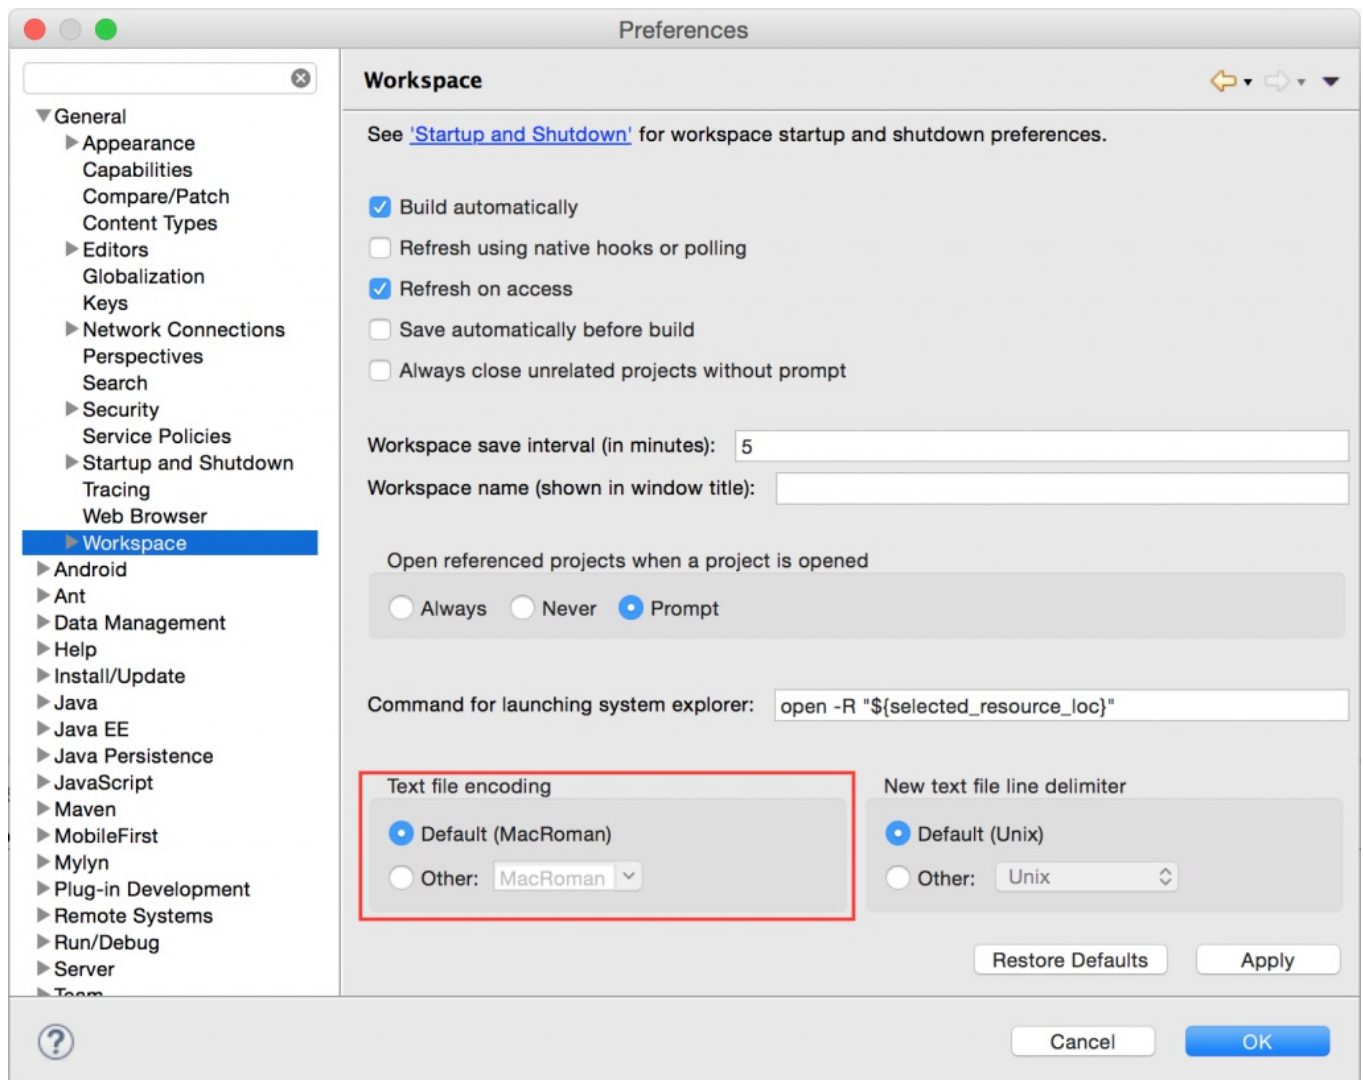 Preferences
General
Appearance
Capabilities
Compare/Patch
Content Types
Editors
Globalization
Keys
Network Connections
Perspectives
Search
Security
Service Policies
Startup and Shutdown
Tracing
Web Browser
Workspace
Android
Ant
Data Management
Help
Install/Update
Java
Java EE
Java Persistence
JavaScript
Maven
MobileFirst
Mylyn
Plug-in Development
Remote Systems
Run/Debug
Server
Team
Workspace
See 'Startup and Shutdown' for workspace startup and shutdown preferences.
Build automatically
Refresh using native hooks or polling
Refresh on access
Save automatically before build
Always close unrelated projects without prompt
Workspace save interval (in minutes): 5
Workspace name (shown in window title):
Open referenced projects when a project is opened
Always Never Prompt
Command for launching system explorer: open -R "${selected_resource_loc}"
Text file encoding
Default (MacRoman)
Other: MacRoman
New text file line delimiter
Default (Unix)
Other: Unix
Restore Defaults Apply
? Cancel OK